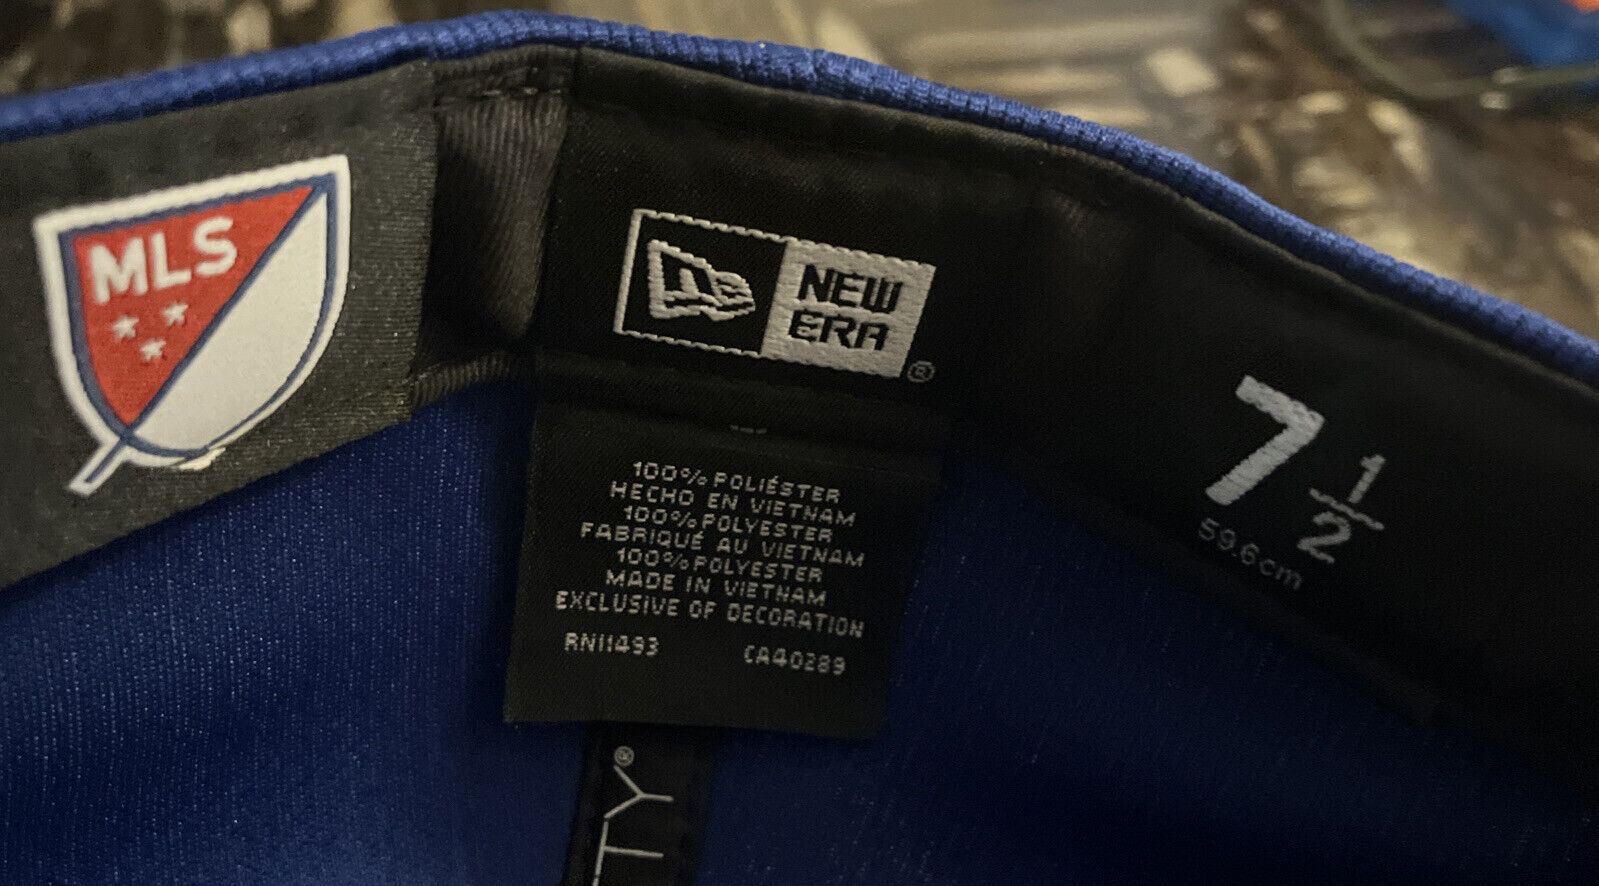 MLS
NEW
ERA
®
7 1/2
59.6cm
100% POLIÉSTER
HECHO EN VIETNAM
100% POLYESTER
FABRIQUÉ AU VIETNAM
100% POLYESTER
MADE IN VIETNAM
EXCLUSIVE OF DECORATION
RN11493 CA40289
TY®